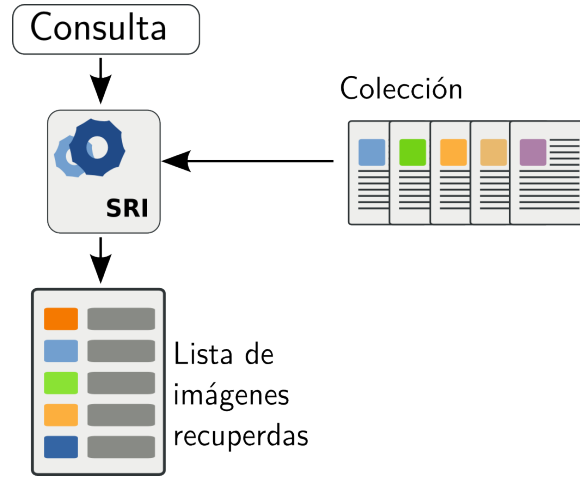 Consulta
Colección
SRI
Lista de
imágenes
recuperdas